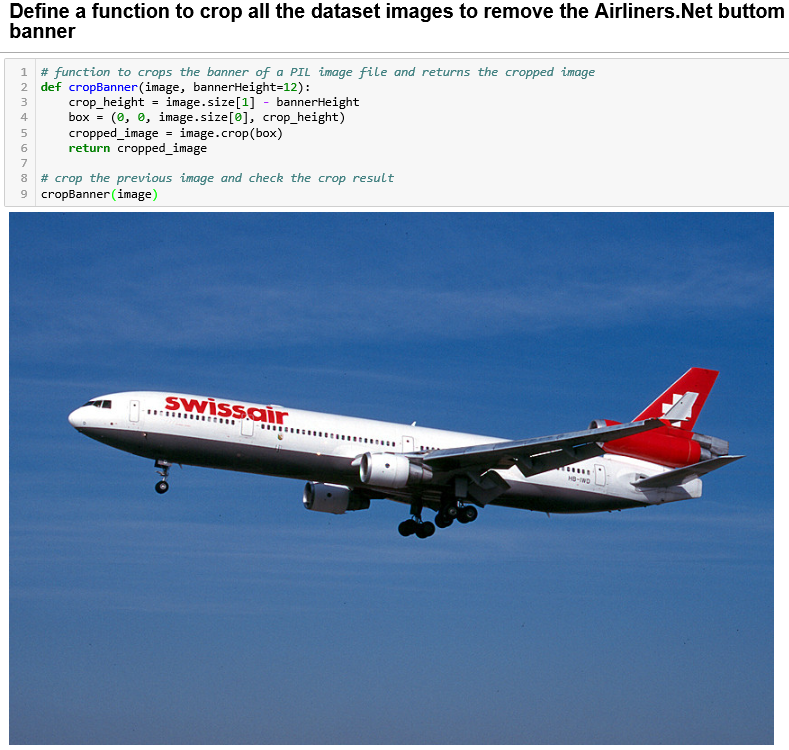 Define a function to crop all the dataset images to remove the Airliners.Net buttom
banner
1 # function to crops the banner of a PIL image file and returns the cropped image
2 def cropBanner(image, bannerHeight=12):
3     crop_height = image.size[1] - bannerHeight
4     box = (0, 0, image.size[0], crop_height)
5     cropped_image = image.crop(box)
6     return cropped_image
7
8 # crop the previous image and check the crop result
9 cropBanner(image)
swissair
HB-IWD